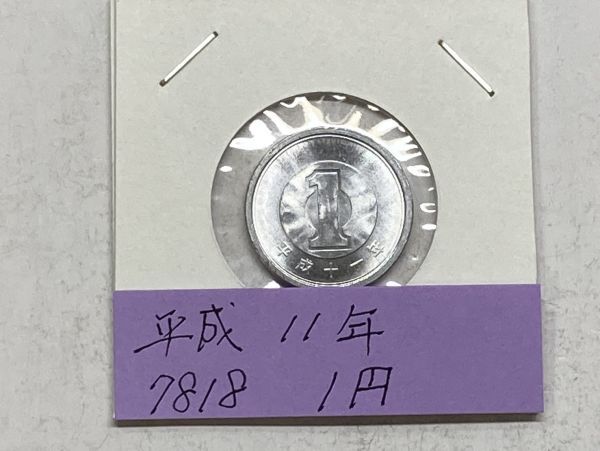 1
平成十一年
平成 11年
7818 1円